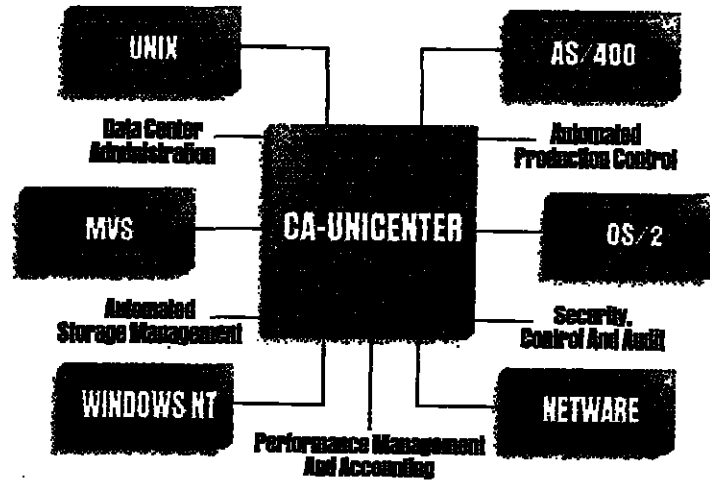 UNIX
AS/400
Data Center
Administration
Automated
Production Control
MVS
CA-UNICENTER
OS/2
Automated
Storage Management
Security,
Control And Audit
WINDOWS NT
NETWARE
Performance Management
And Accounting